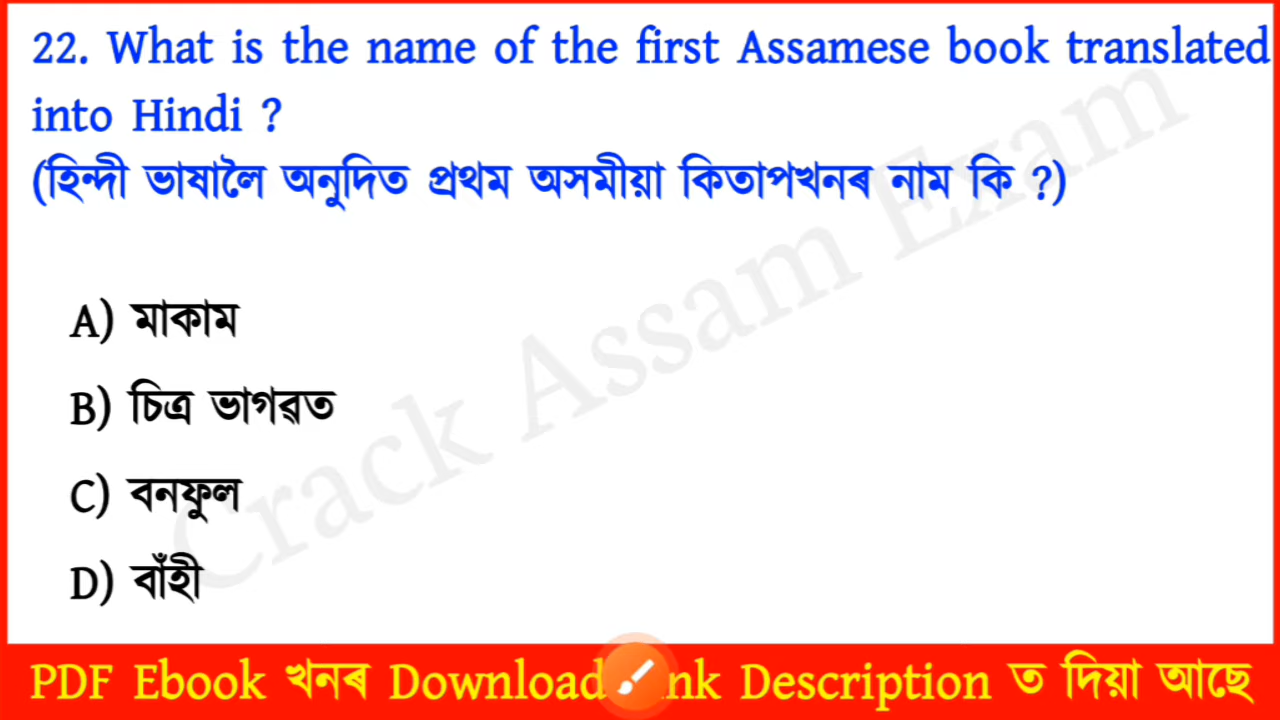 22. What is the name of the first Assamese book translated
into Hindi ?
(হিন্দী ভাষালৈ অনুদিত প্ৰথম অসমীয়া কিতাপখনৰ নাম কি ?)
A) মাকাম
B) চিত্ৰ ভাগৱত
C) বনফুল
D) বাঁহী
Crack Assam Exam
PDF Ebook খনৰ Download nk Description ত দিয়া আছে